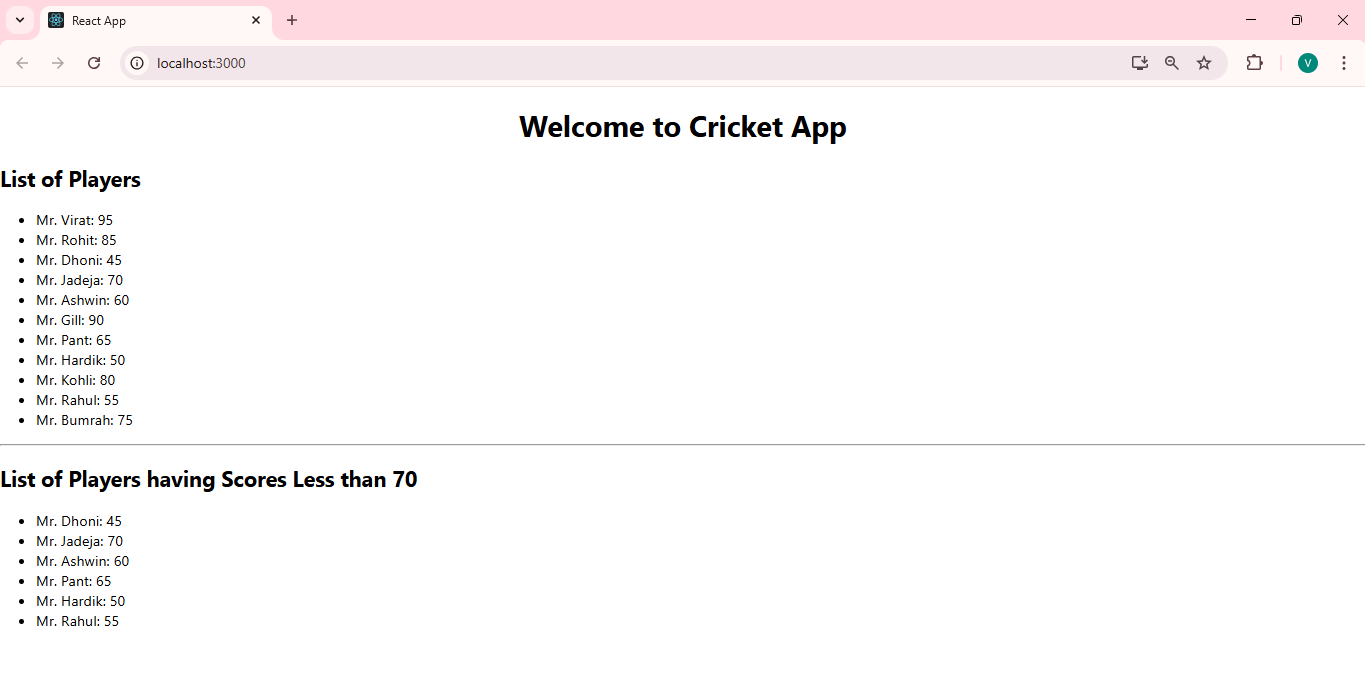 React App
localhost:3000
V
Welcome to Cricket App
List of Players
Mr. Virat: 95
Mr. Rohit: 85
Mr. Dhoni: 45
Mr. Jadeja: 70
Mr. Ashwin: 60
Mr. Gill: 90
Mr. Pant: 65
Mr. Hardik: 50
Mr. Kohli: 80
Mr. Rahul: 55
Mr. Bumrah: 75
List of Players having Scores Less than 70
Mr. Dhoni: 45
Mr. Jadeja: 70
Mr. Ashwin: 60
Mr. Pant: 65
Mr. Hardik: 50
Mr. Rahul: 55